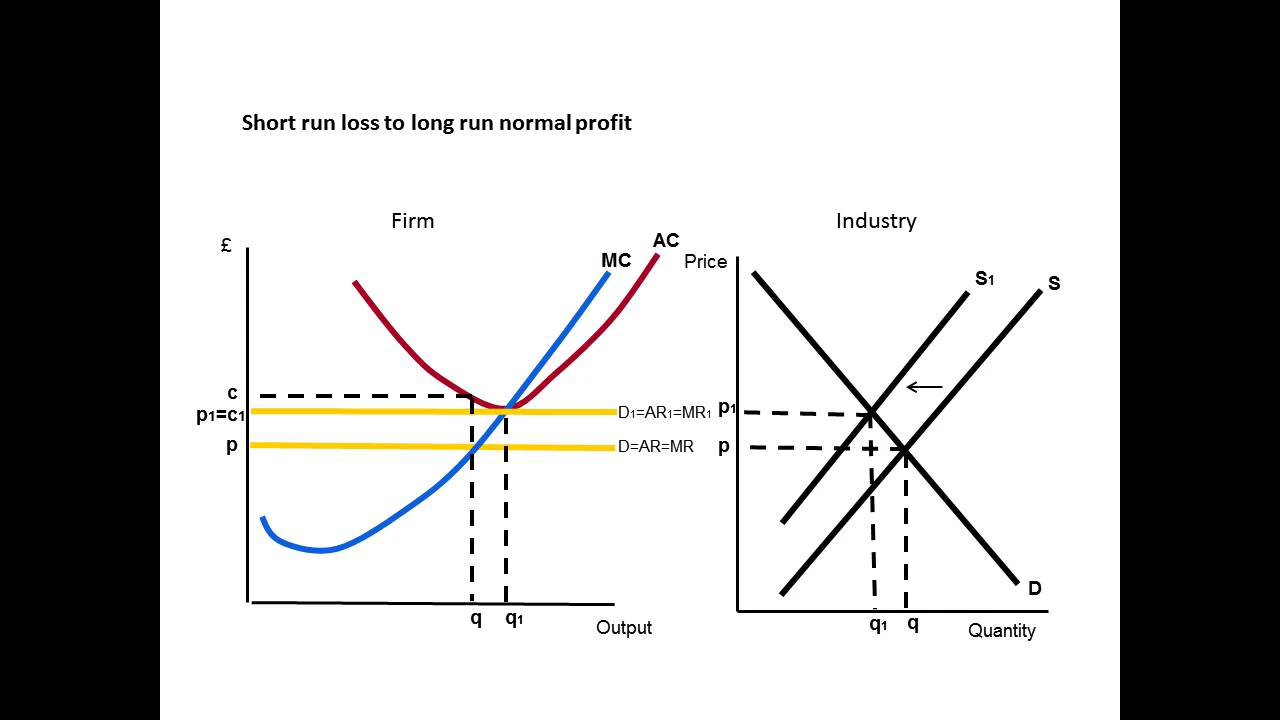 Short run loss to long run normal profit
Firm
Industry
£
MC
AC
Price
S₁
S
c
p₁=c₁
p
D₁=AR₁=MR₁
D=AR=MR
p₁
p
D
q
q₁
Output
q₁
q
Quantity